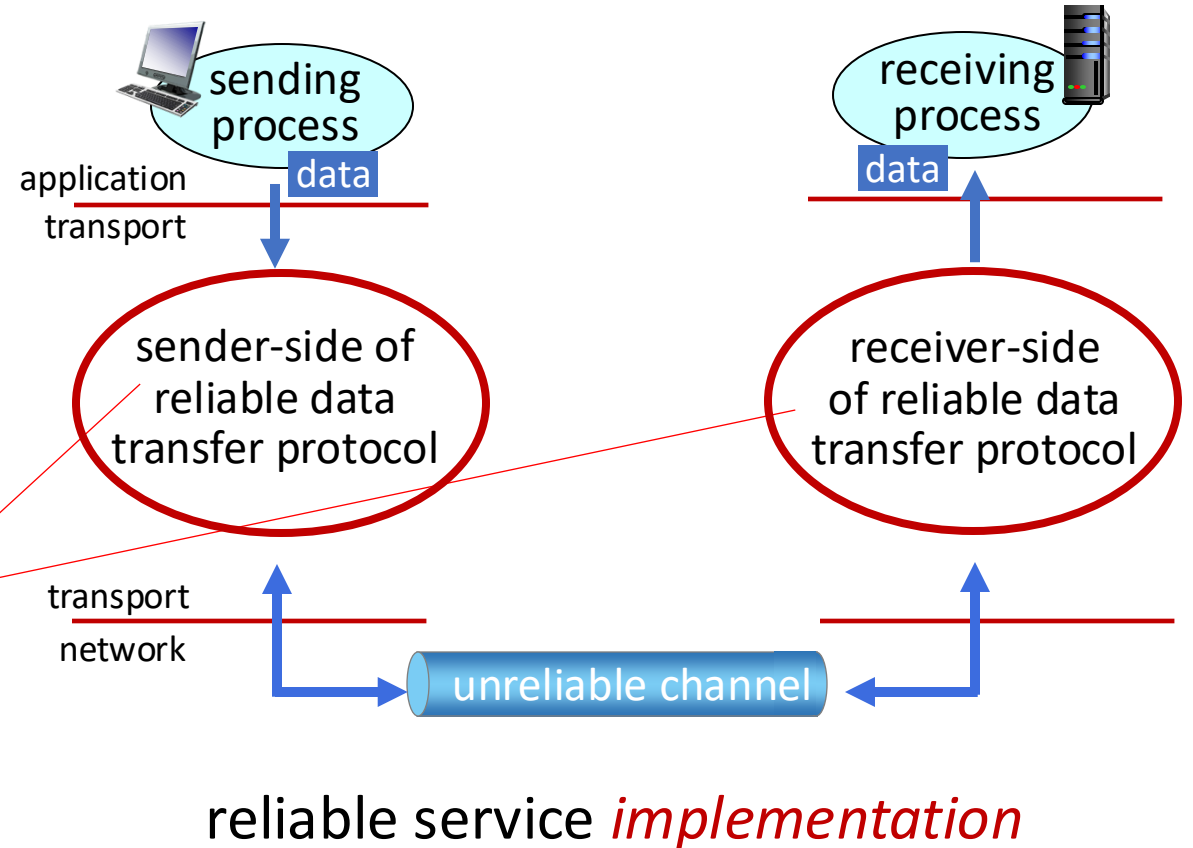 sending
process
data
application
transport
receiving
process
data
sender-side of
reliable data
transfer protocol
receiver-side
of reliable data
transfer protocol
transport
network
unreliable channel
reliable service implementation